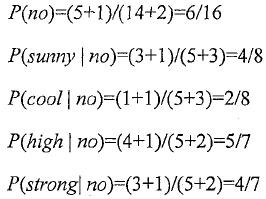 P(no)=(5+1)/(14+2)=6/16
P(sunny | no)=(3+1)/(5+3)=4/8
P(cool | no)=(1+1)/(5+3)=2/8
P(high | no)=(4+1)/(5+2)=5/7
P(strong| no)=(3+1)/(5+2)=4/7